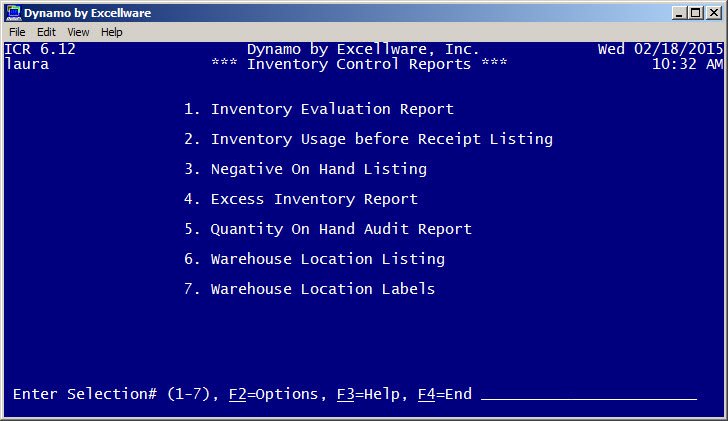 Dynamo by Excellware
File Edit View Help
ICR 6.12 Dynamo by Excellware, Inc. Wed 02/18/2015
laura *** Inventory Control Reports *** 10:32 AM
1. Inventory Evaluation Report
2. Inventory Usage before Receipt Listing
3. Negative On Hand Listing
4. Excess Inventory Report
5. Quantity On Hand Audit Report
6. Warehouse Location Listing
7. Warehouse Location Labels
Enter Selection# (1-7), F2=Options, F3=Help, F4=End ________________________